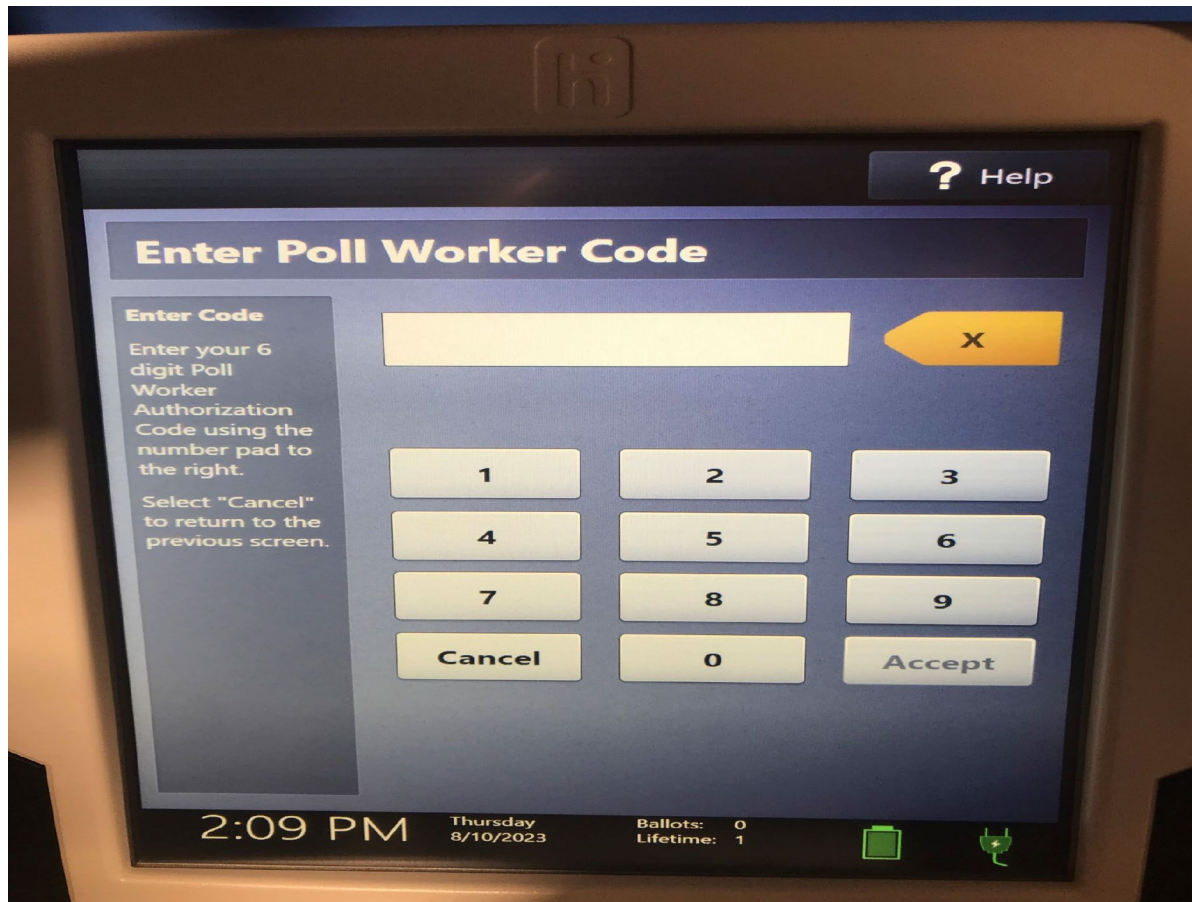 Hi
? Help
Enter Poll Worker Code
Enter Code
Enter your 6
digit Poll
Worker
Authorization
Code using the
number pad to
the right.
Select "Cancel"
to return to the
previous screen.
X
1 2 3
4 5 6
7 8 9
Cancel 0 Accept
2:09 PM
Thursday
8/10/2023
Ballots: 0
Lifetime: 1